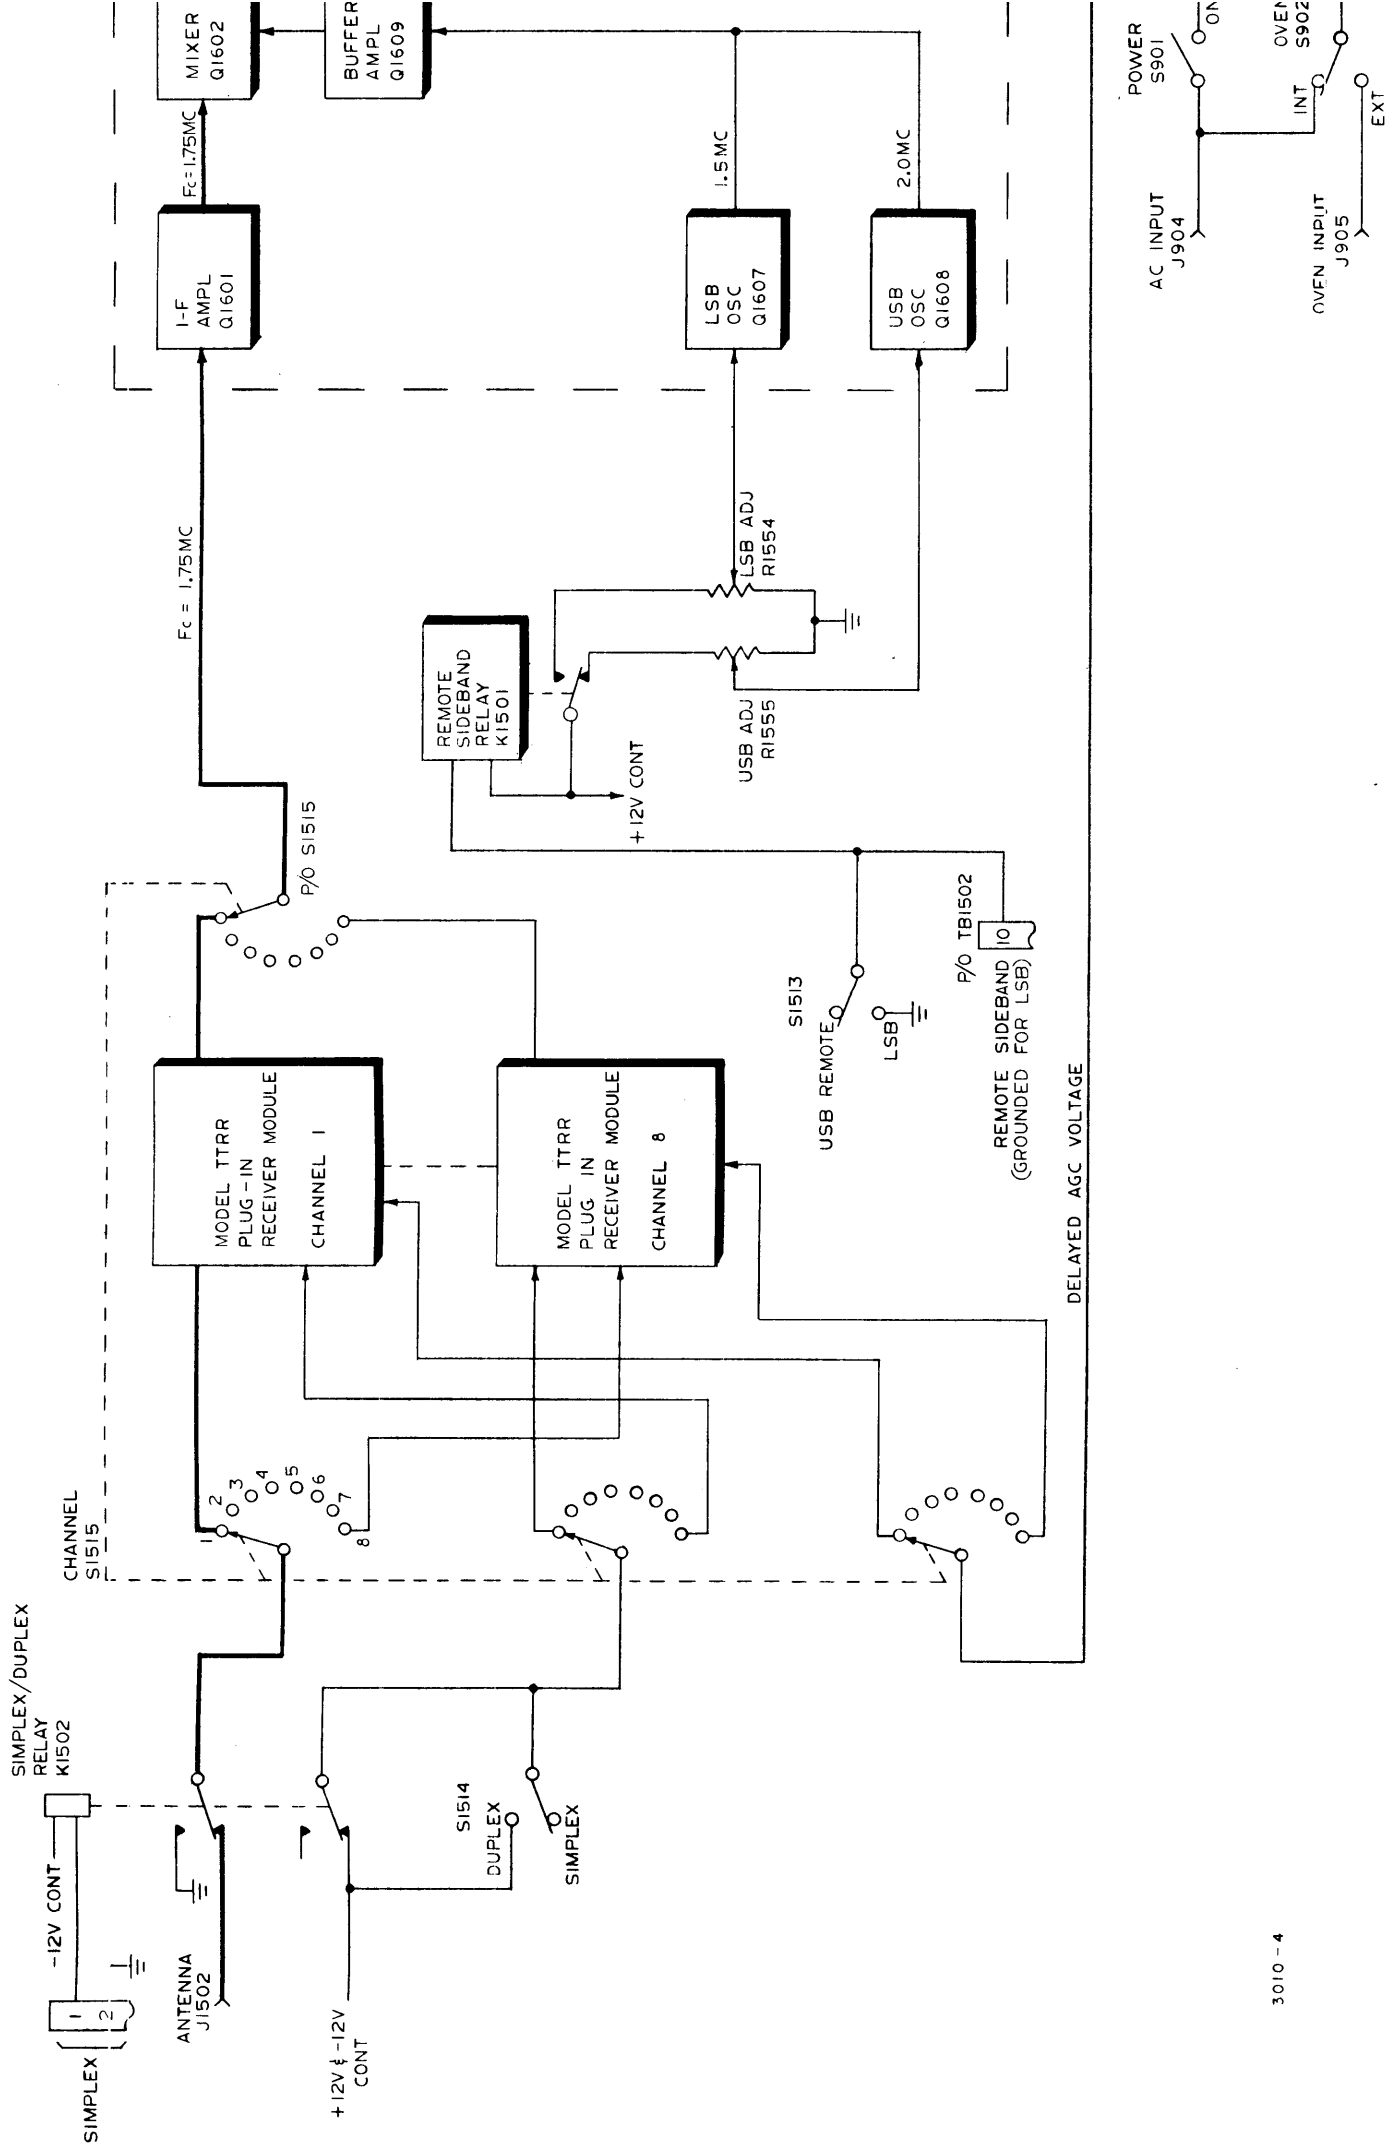 SIMPLEX/DUPLEX
RELAY
K1502
-12V CONT
1
2
SIMPLEX
ANTENNA
J1502
+12V & -12V
CONT
S1514
DUPLEX
SIMPLEX
CHANNEL
S1515
1
2
3
4
5
6
7
8
MODEL TTRR
PLUG-IN
RECEIVER MODULE
CHANNEL 1
MODEL TTRR
PLUG IN
RECEIVER MODULE
CHANNEL 8
DELAYED AGC VOLTAGE
P/O S1515
S1513
USB REMOTE
LSB
P/O TB1502
10
REMOTE SIDEBAND
(GROUNDED FOR LSB)
REMOTE
SIDEBAND
RELAY
K1501
+12V CONT
USB ADJ
R1555
LSB ADJ
R1554
Fc = 1.75MC
I-F
AMPL
Q1601
Fc=1.75MC
MIXER
Q1602
BUFFER
AMPL
Q1609
LSB
OSC
Q1607
1.5MC
USB
OSC
Q1608
2.0MC
AC INPUT
J904
POWER
S901
ON
OVEN INPUT
J905
OVEN
S902
INT
EXT
3010-4